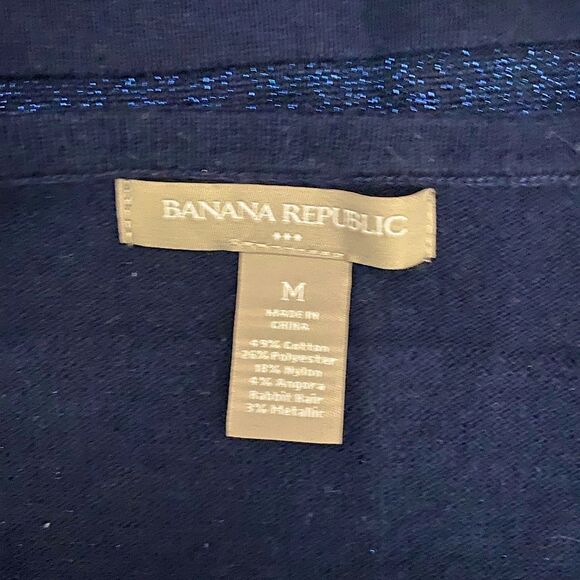 BANANA REPUBLIC
M
MADE IN
CHINA
49% Cotton
26% Polyester
18% Nylon
4% Angora
Rabbit Hair
3% Metallic